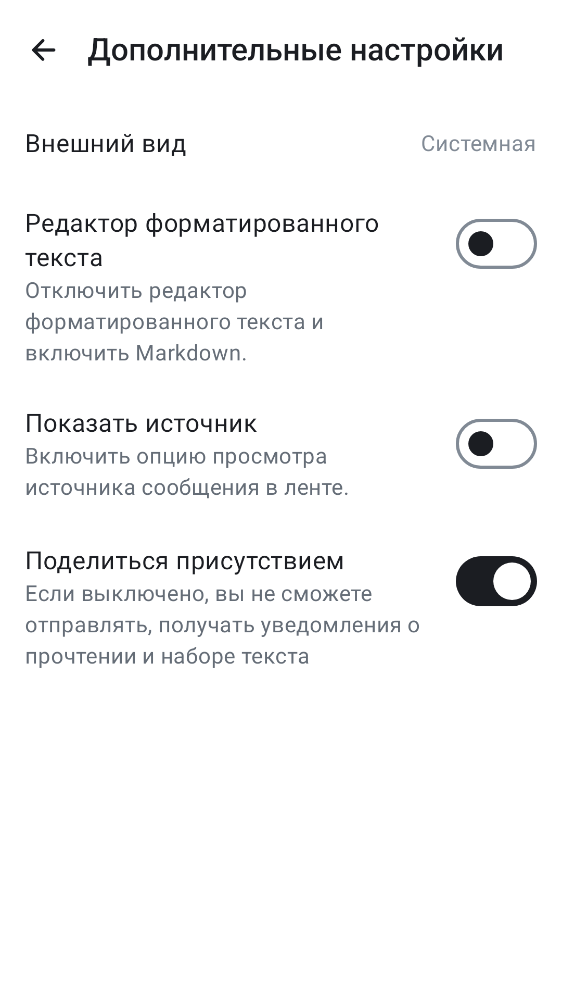 Дополнительные настройки
Внешний вид
Системная
Редактор форматированного
текста
Отключить редактор
форматированного текста и
включить Markdown.
Показать источник
Включить опцию просмотра
источника сообщения в ленте.
Поделиться присутствием
Если выключено, вы не сможете
отправлять, получать уведомления о
прочтении и наборе текста